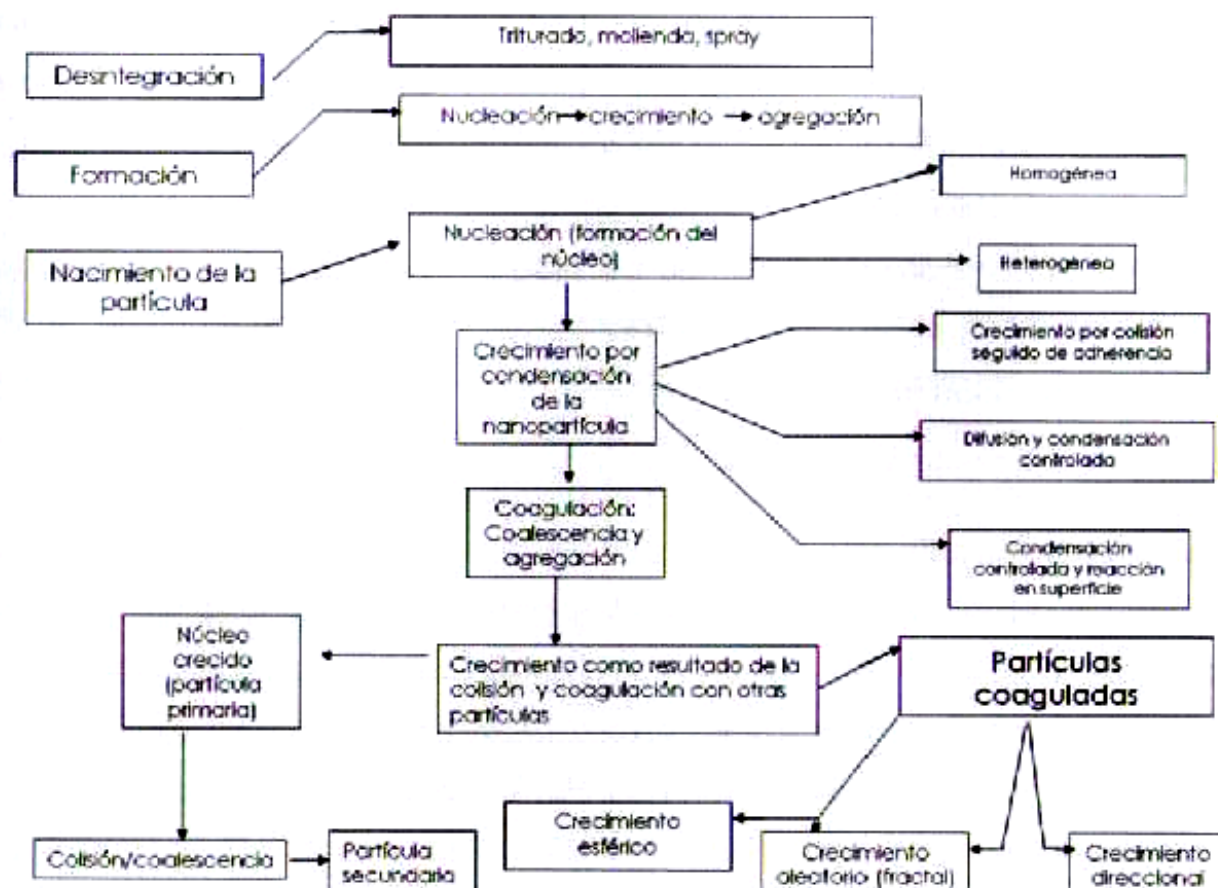 Triturado, molienda, spray
Desintegración
Nucleación → crecimiento → agregación
Formación
Homogénea
Nucleación (formación del
núcleo)
Nacimiento de la
partícula
Heterogénea
Crecimiento por
condensación
de la
nanopartícula
Crecimiento por colisión
seguido de adherencia
Difusión y condensación
controlada
Coagulación:
Coalescencia y
agregación
Condensación
controlada y reacción
en superficie
Núcleo
crecido
(partícula
primaria)
Crecimiento como resultado de la
colisión y coagulación con otras
partículas
Partículas
coaguladas
Crecimiento
esférico
Colisión/coalescencia
Partícula
secundaria
Crecimiento
aleatorio (fractal)
Crecimiento
direccional